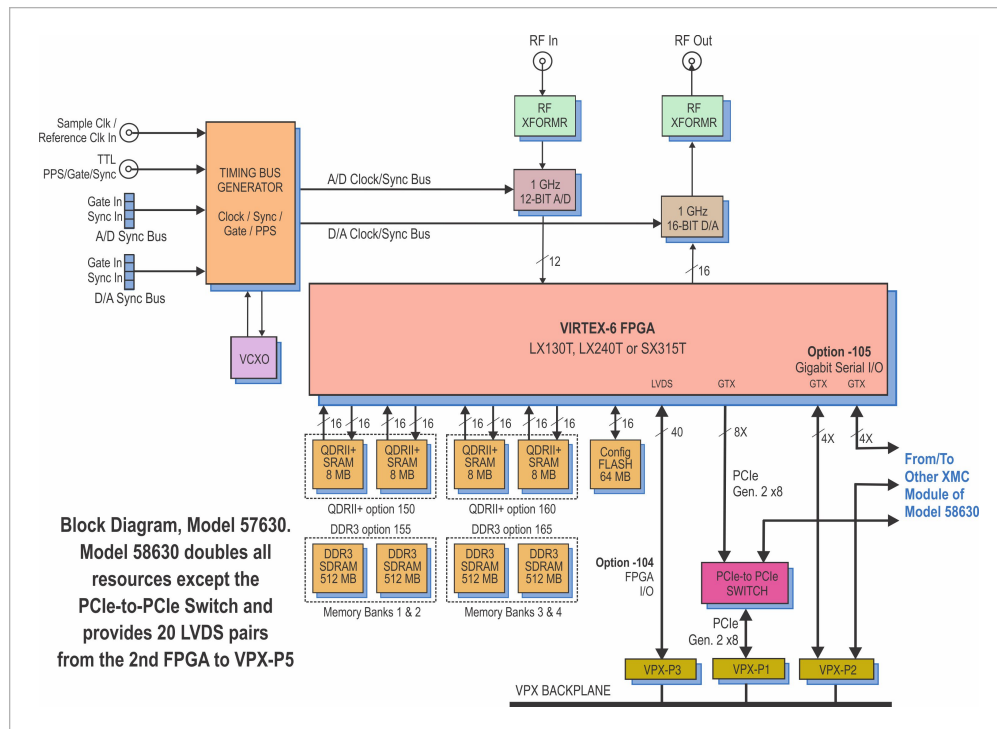 RF In
RF Out
RF
XFORMR
RF
XFORMR
Sample Clk /
Reference Clk In
TTL
PPS/Gate/Sync
Gate In
Sync In
A/D Sync Bus
Gate In
Sync In
D/A Sync Bus
TIMING BUS
GENERATOR
Clock / Sync /
Gate / PPS
VCXO
A/D Clock/Sync Bus
D/A Clock/Sync Bus
1 GHz
12-BIT A/D
1 GHz
16-BIT D/A
12
16
VIRTEX-6 FPGA
LX130T, LX240T or SX315T
Option -105
Gigabit Serial I/O
LVDS
GTX
GTX
GTX
16
16
16
16
16
16
16
16
16
40
8X
4X
4X
QDRII+
SRAM
8 MB
QDRII+
SRAM
8 MB
QDRII+
SRAM
8 MB
QDRII+
SRAM
8 MB
Config
FLASH
64 MB
QDRII+ option 150
QDRII+ option 160
DDR3 option 155
DDR3 option 165
DDR3
SDRAM
512 MB
DDR3
SDRAM
512 MB
DDR3
SDRAM
512 MB
DDR3
SDRAM
512 MB
Memory Banks 1 & 2
Memory Banks 3 & 4
PCIe
Gen. 2 x8
From/To
Other XMC
Module of
Model 58630
Option -104
FPGA
I/O
PCIe-to PCIe
SWITCH
PCIe
Gen. 2 x8
VPX-P3
VPX-P1
VPX-P2
VPX BACKPLANE
Block Diagram, Model 57630.
Model 58630 doubles all
resources except the
PCIe-to-PCIe Switch and
provides 20 LVDS pairs
from the 2nd FPGA to VPX-P5